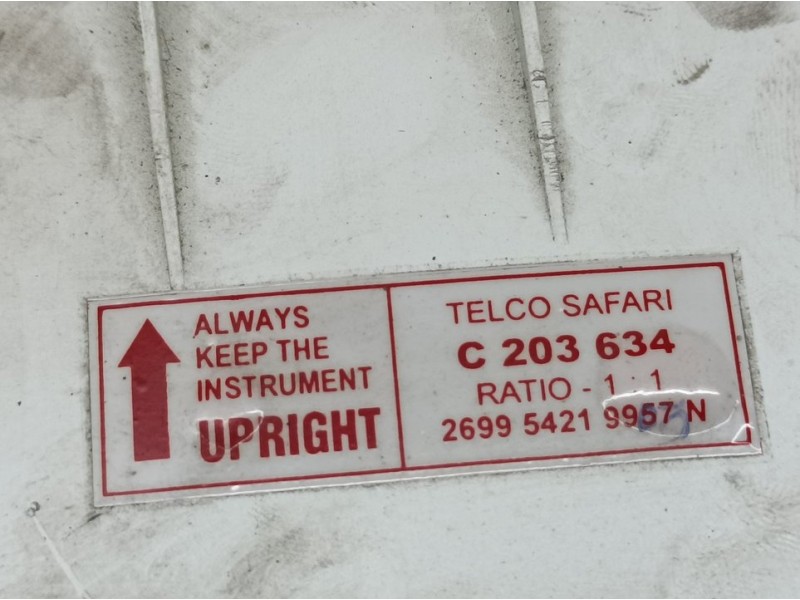 ALWAYS
KEEP THE
INSTRUMENT
UPRIGHT
TELCO SAFARI
C 203 634
RATIO - 1 : 1
2699 5421 9957 N